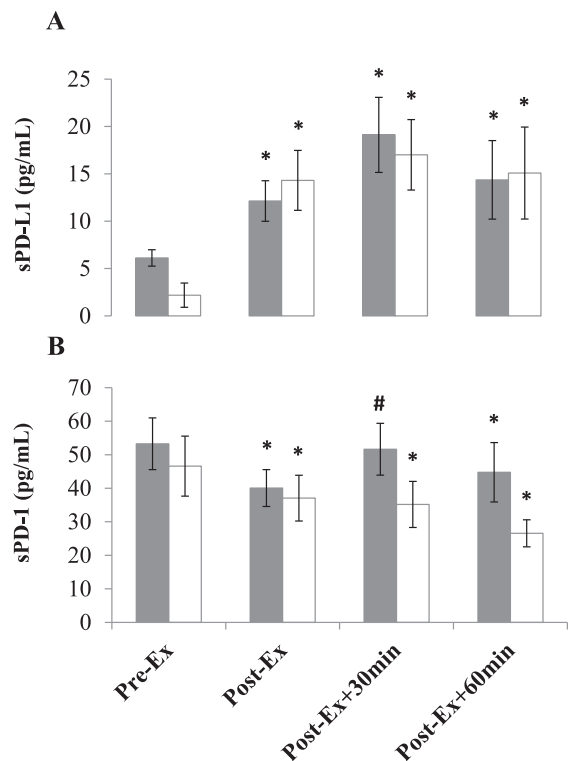 A
sPD-L1 (pg/mL)
25
20
15
10
5
0
* * * * * *
B
sPD-1 (pg/mL)
70
60
50
40
30
20
10
0
* * # * * *
Pre-Ex
Post-Ex
Post-Ex+30min
Post-Ex+60min